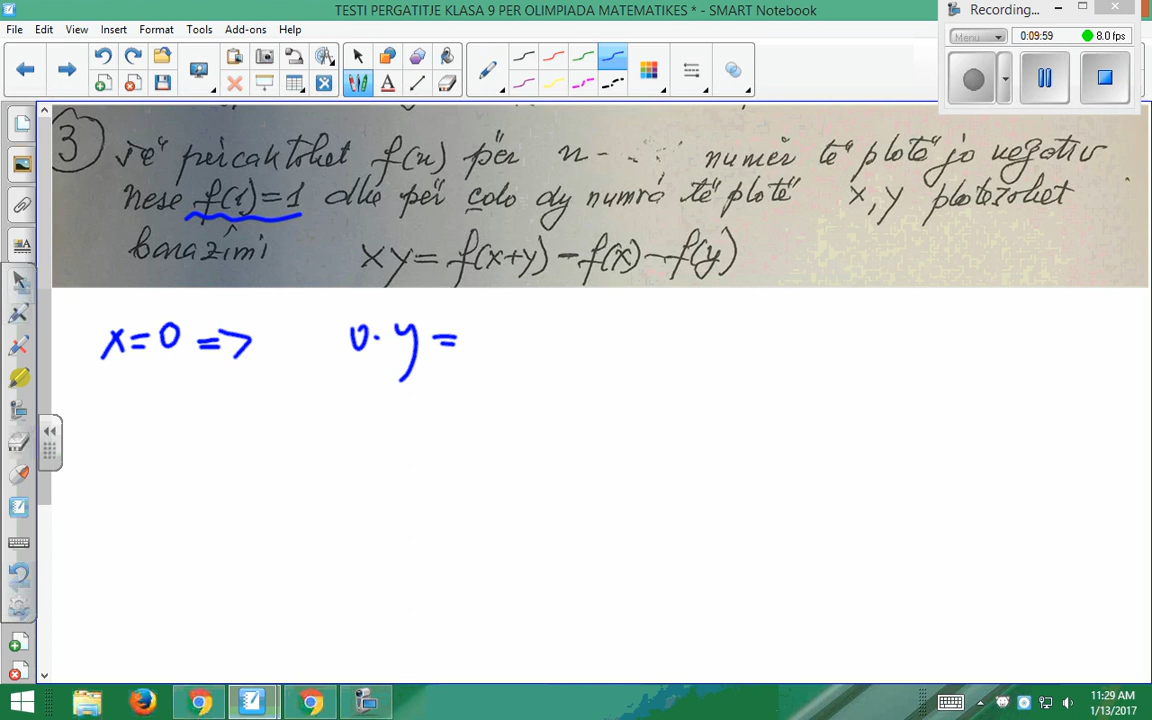 TESTI PERGATITJE KLASA 9 PER OLIMPIADA MATEMATIKES * - SMART Notebook
Recording...
File Edit View Insert Format Tools Add-ons Help
Menu 0:09:59 8.0 fps
3 Të përcaktohet f(n) për n - numër të plotë jo negativ
nese f(1)=1 dhe për çdo dy numra të plotë x, y plotëzohet
barazimi xy = f(x+y) - f(x) - f(y)
x=0 => 0·y =
11:29 AM
1/13/2017